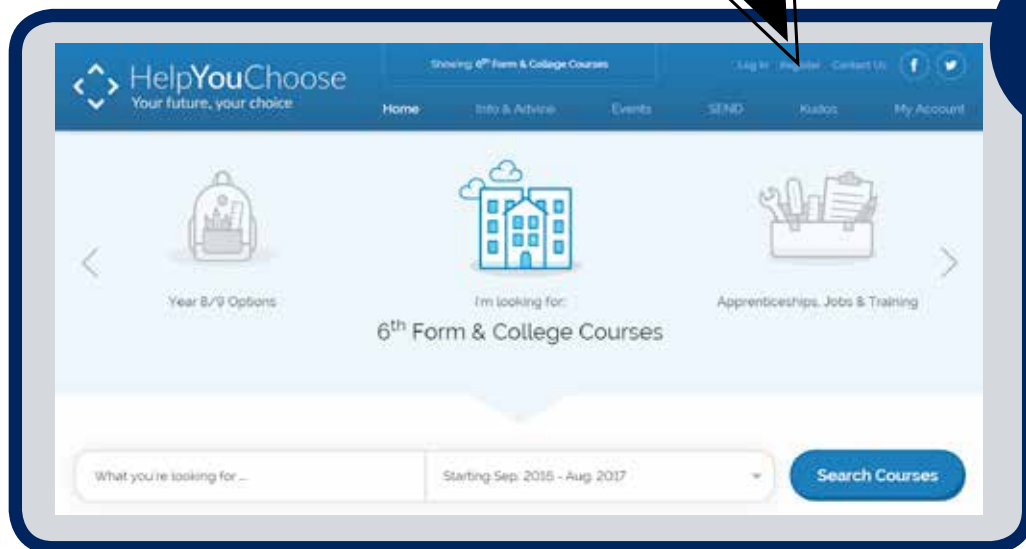 HelpYouChoose
Your future, your choice
Showing 6th Form & College Courses
Log In Register Contact Us
Home Info & Advice Events SEND Kudos My Account
Year 8/9 Options
I'm looking for:
6th Form & College Courses
Apprenticeships, Jobs & Training
What you're looking for ...
Starting Sep. 2016 - Aug. 2017
Search Courses